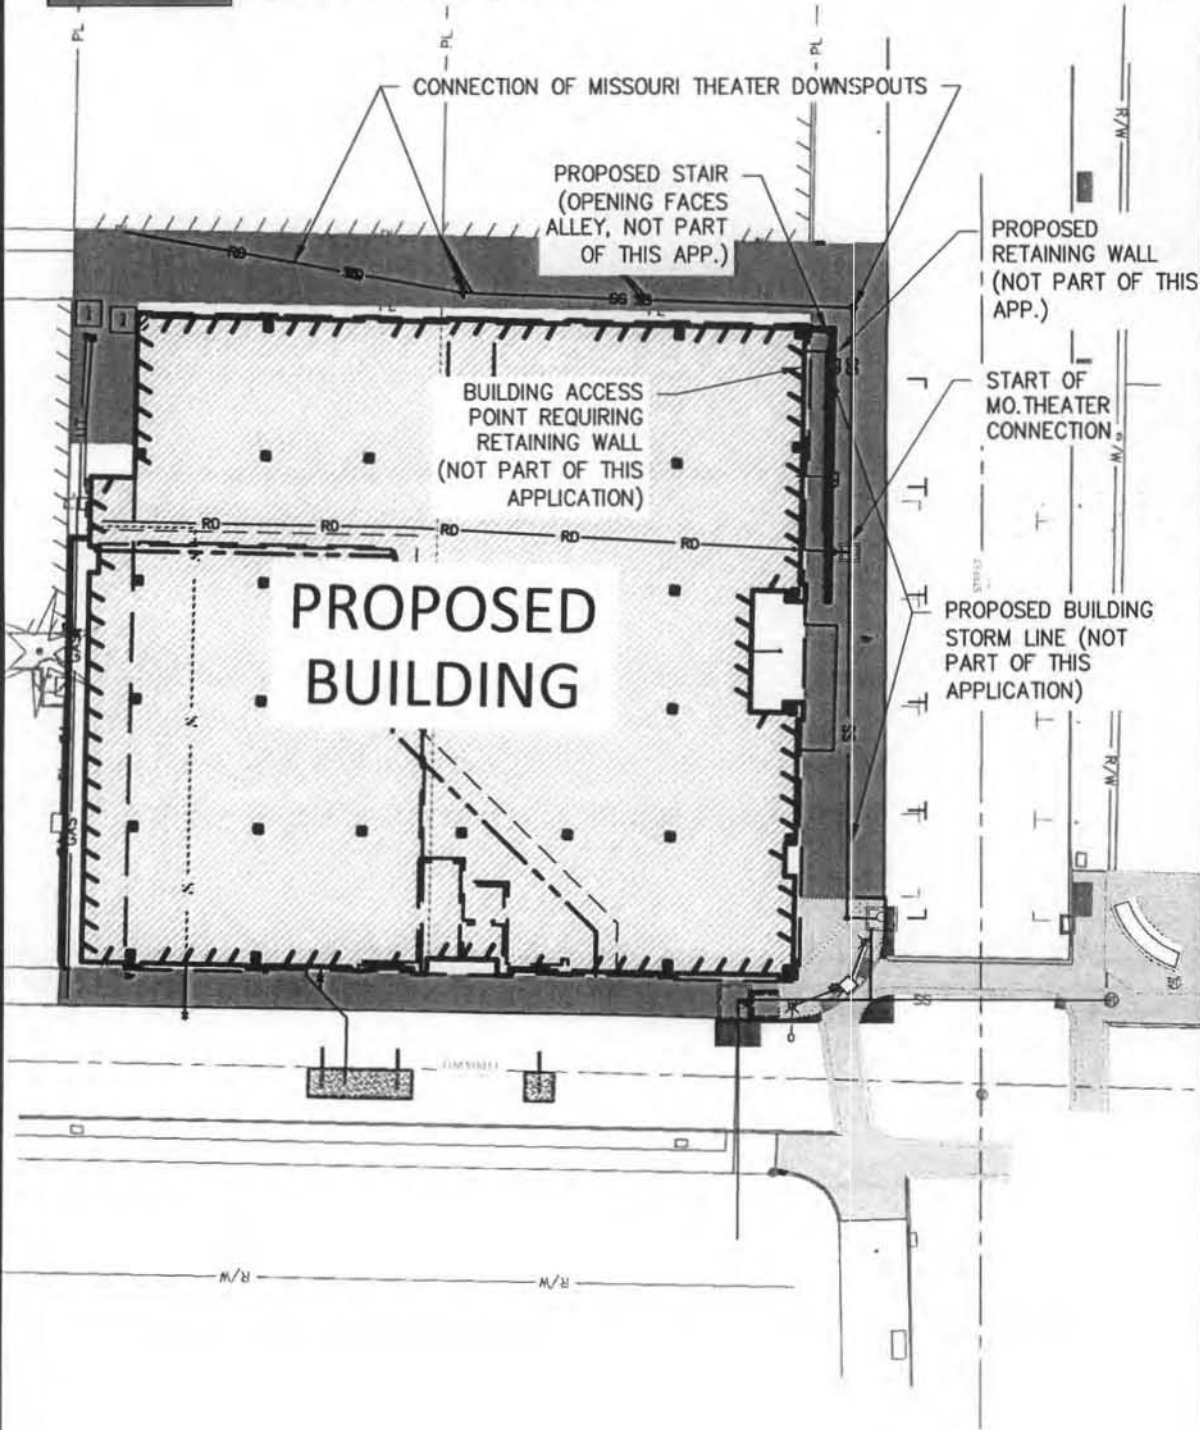 PL
PL
PL
CONNECTION OF MISSOURI THEATER DOWNSPOUTS
R/W
PROPOSED STAIR
(OPENING FACES
ALLEY, NOT PART
OF THIS APP.)
PROPOSED
RETAINING WALL
(NOT PART OF THIS
APP.)
RD
SS
BUILDING ACCESS
POINT REQUIRING
RETAINING WALL
(NOT PART OF THIS
APPLICATION)
START OF
MO.THEATER
CONNECTION
R/W
RD
RD
RD
RD
RD
PROPOSED
BUILDING
STREET
PROPOSED BUILDING
STORM LINE (NOT
PART OF THIS
APPLICATION)
GAS
GAS
R/W
GAS
SS
R/W
R/W